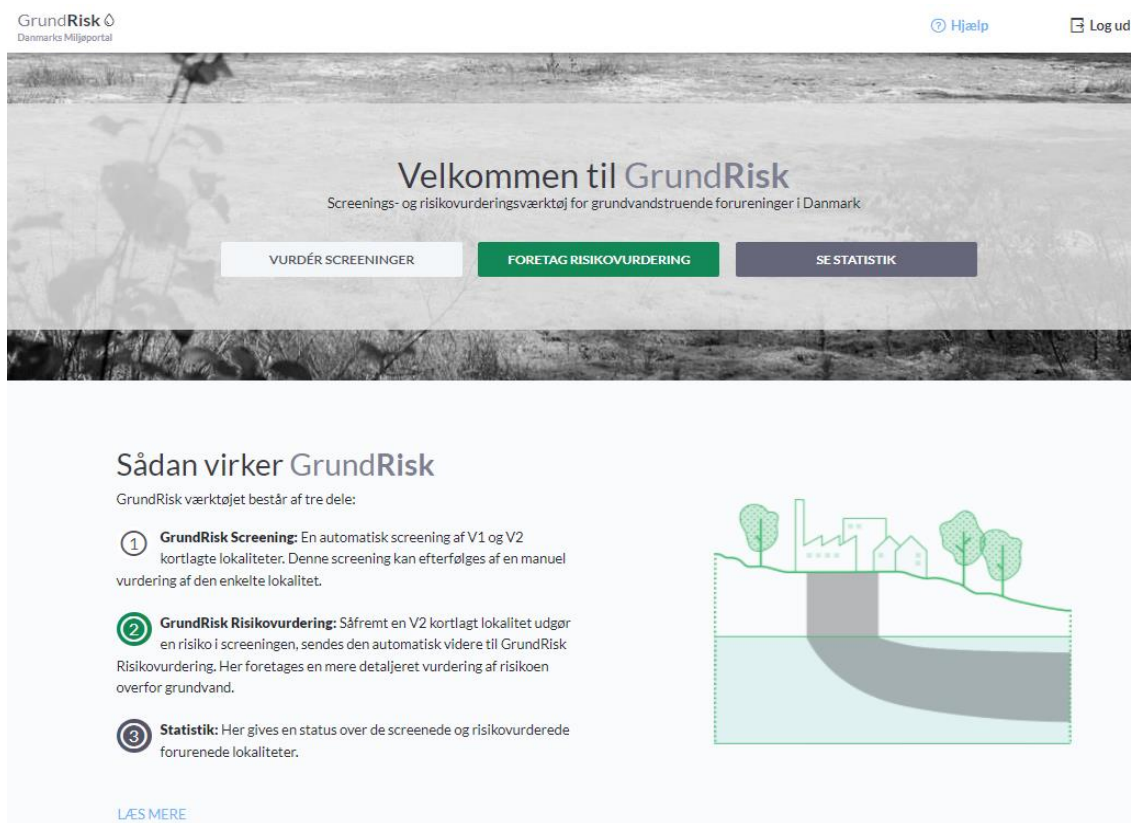 GrundRisk
Danmarks Miljøportal
Hjælp
Log ud
Velkommen til GrundRisk
Screenings- og risikovurderingsværktøj for grundvandstruende forureninger i Danmark
VURDÉR SCREENINGER
FORETAG RISIKOVURDERING
SE STATISTIK
Sådan virker GrundRisk
GrundRisk værktøjet består af tre dele:
1 GrundRisk Screening: En automatisk screening af V1 og V2
kortlagte lokaliteter. Denne screening kan efterfølges af en manuel
vurdering af den enkelte lokalitet.
2 GrundRisk Risikovurdering: Såfremt en V2 kortlagt lokalitet udgør
en risiko i screeningen, sendes den automatisk videre til GrundRisk
Risikovurdering. Her foretages en mere detaljeret vurdering af risikoen
overfor grundvand.
3 Statistik: Her gives en status over de screenede og risikovurderede
forurenede lokaliteter.
LÆS MERE